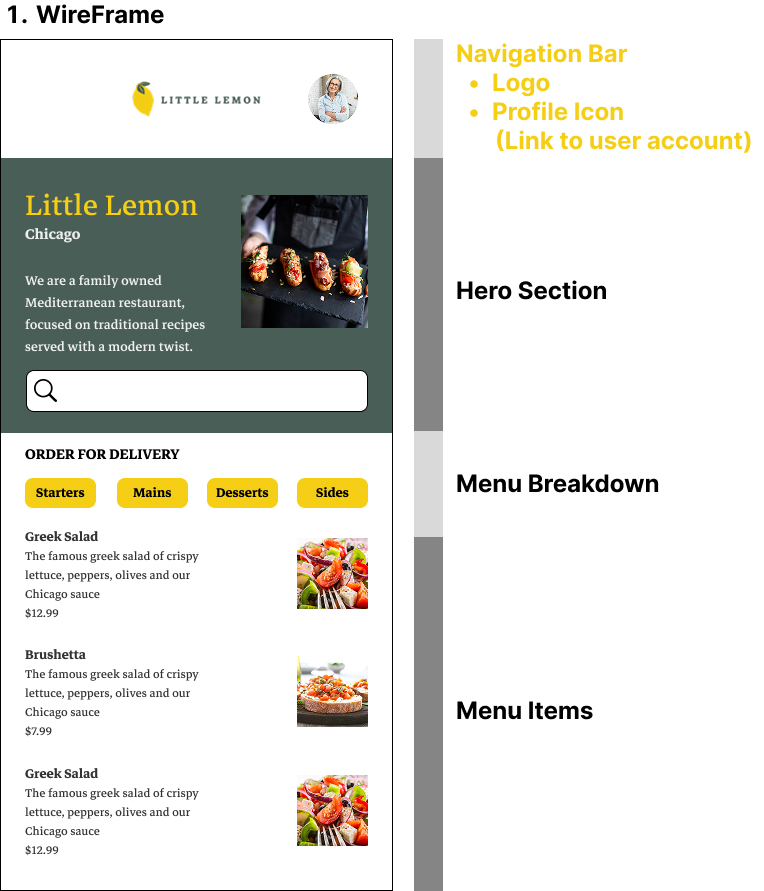 1. WireFrame
LITTLE LEMON
Navigation Bar
• Logo
• Profile Icon
(Link to user account)
Little Lemon
Chicago
We are a family owned
Mediterranean restaurant,
focused on traditional recipes
served with a modern twist.
Hero Section
ORDER FOR DELIVERY
Starters Mains Desserts Sides
Menu Breakdown
Greek Salad
The famous greek salad of crispy
lettuce, peppers, olives and our
Chicago sauce
$12.99
Brushetta
The famous greek salad of crispy
lettuce, peppers, olives and our
Chicago sauce
$7.99
Menu Items
Greek Salad
The famous greek salad of crispy
lettuce, peppers, olives and our
Chicago sauce
$12.99